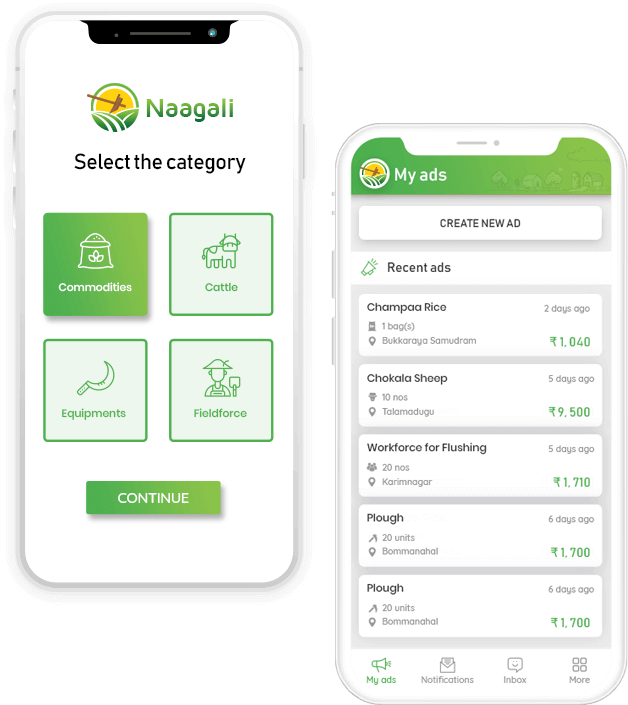 Naagali
Select the category
Commodities
Cattle
Equipments
Fieldforce
CONTINUE
My ads
CREATE NEW AD
Recent ads
Champaa Rice 2 days ago
1 bag(s)
Bukkaraya Samudram ₹ 1,040
Chokala Sheep 5 days ago
10 nos
Talamadugu ₹ 9,500
Workforce for Flushing 5 days ago
20 nos
Karimnagar ₹ 1,710
Plough 6 days ago
20 units
Bommanahal ₹ 1,700
Plough 6 days ago
20 units
Bommanahal ₹ 1,700
My ads Notifications Inbox More